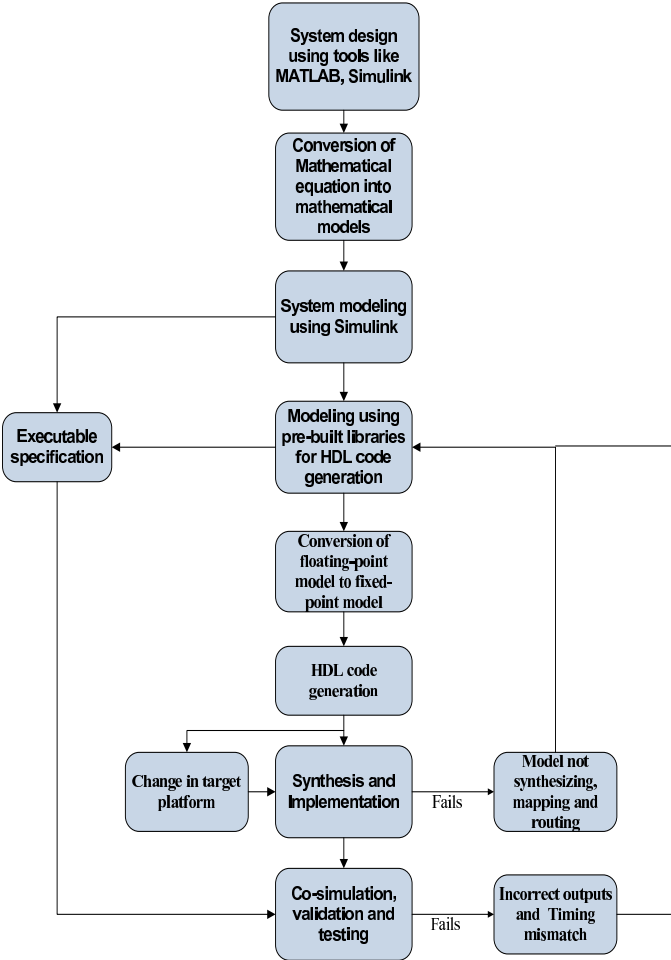 System design
using tools like
MATLAB, Simulink
Conversion of
Mathematical
equation into
mathematical
models
System modeling
using Simulink
Executable
specification
Modeling using
pre-built libraries
for HDL code
generation
Conversion of
floating-point
model to fixed-
point model
HDL code
generation
Change in target
platform
Synthesis and
Implementation
Fails
Model not
synthesizing,
mapping and
routing
Co-simulation,
validation and
testing
Fails
Incorrect outputs
and Timing
mismatch